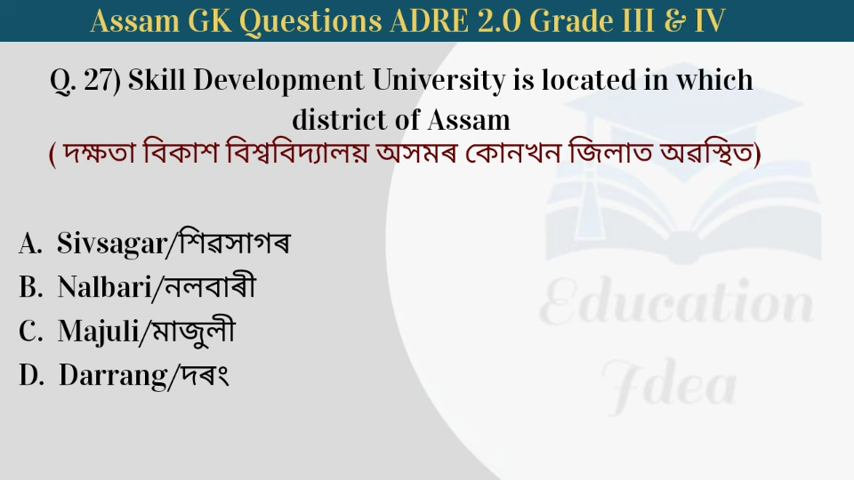 Assam GK Questions ADRE 2.0 Grade III & IV
Q. 27) Skill Development University is located in which
district of Assam
( দক্ষতা বিকাশ বিশ্ববিদ্যালয় অসমৰ কোনখন জিলাত অৱস্থিত)
A. Sivsagar/শিৱসাগৰ
B. Nalbari/নলবাৰী
C. Majuli/মাজুলী
D. Darrang/দৰং
Education
Idea